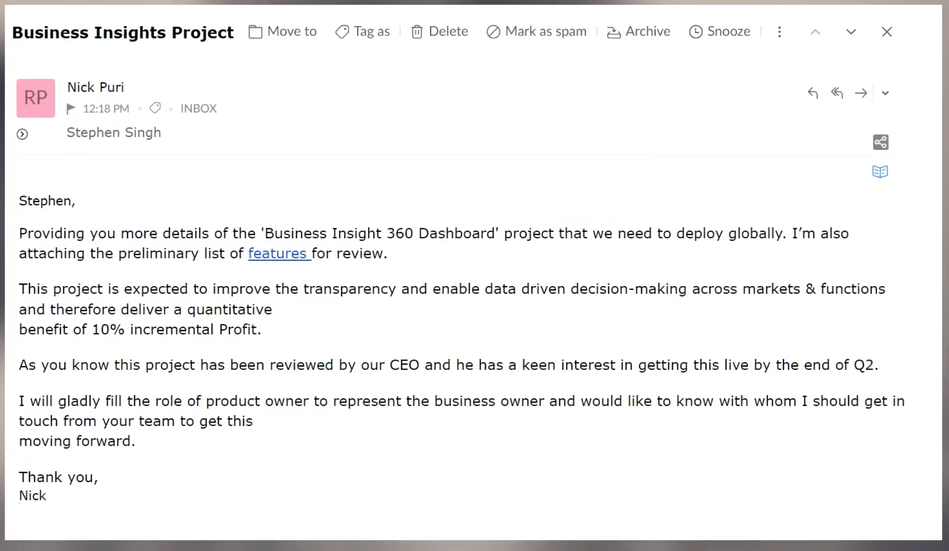 Business Insights Project Move to Tag as Delete Mark as spam Archive Snooze
RP
Nick Puri
12:18 PM INBOX
Stephen Singh
Stephen,
Providing you more details of the 'Business Insight 360 Dashboard' project that we need to deploy globally. I’m also
attaching the preliminary list of features for review.
This project is expected to improve the transparency and enable data driven decision-making across markets & functions
and therefore deliver a quantitative
benefit of 10% incremental Profit.
As you know this project has been reviewed by our CEO and he has a keen interest in getting this live by the end of Q2.
I will gladly fill the role of product owner to represent the business owner and would like to know with whom I should get in
touch from your team to get this
moving forward.
Thank you,
Nick